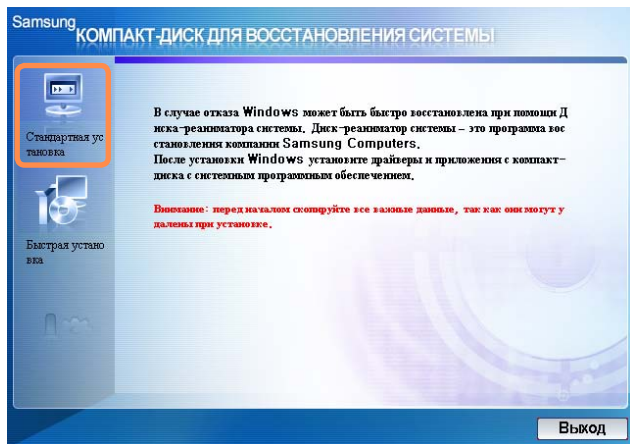 Samsung КОМПАКТ-ДИСК ДЛЯ ВОССТАНОВЛЕНИЯ СИСТЕМЫ
Стандартная ус
тановка
Быстрая устано
вка
В случае отказа Windows может быть быстро восстановлена при помощи Д
иска-реаниматора системы. Диск-реаниматор системы – это программа вос
становления компании Samsung Computers.
После установки Windows установите драйверы и приложения с компакт-
диска с системным программным обеспечением.
Внимание: перед началом скопируйте все важные данные, так как они могут у
далены при установке.
Выход